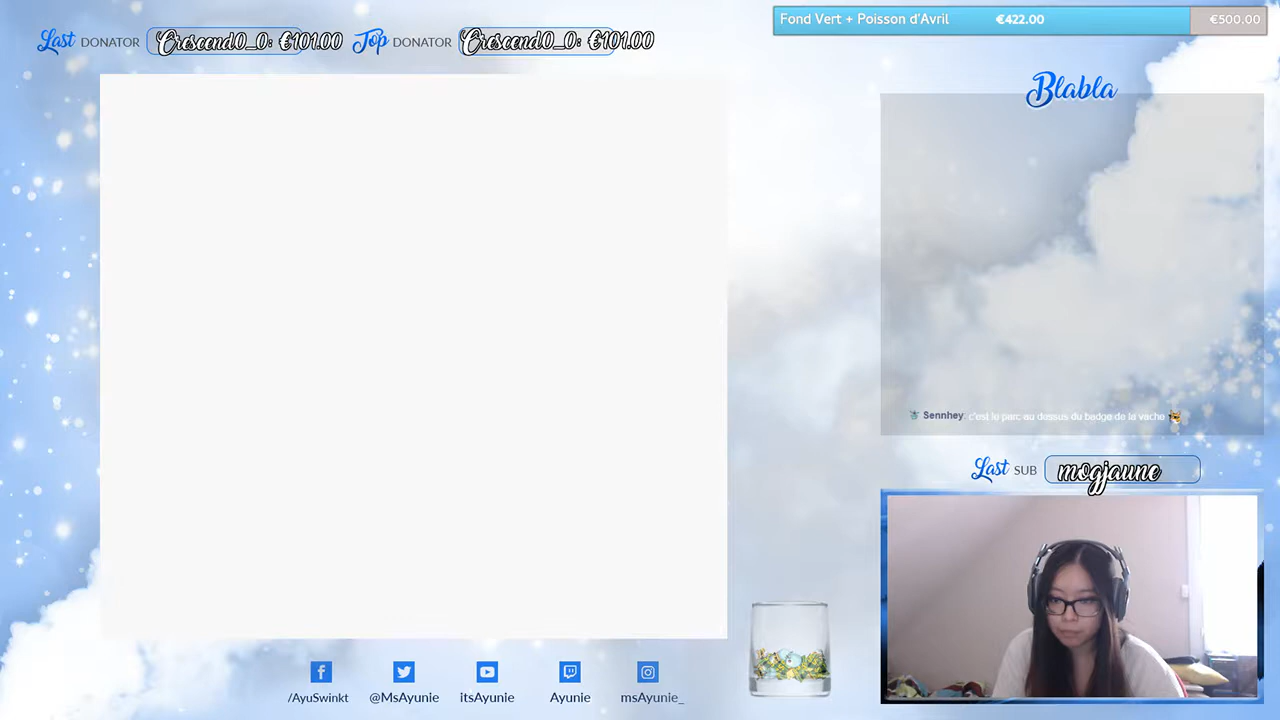 Last DONATOR Crescend0_0: €101.00 Top DONATOR Crescend0_0: €101.00
Fond Vert + Poisson d'Avril €422.00 €500.00
Blabla
Sennhey: c'est le parc au dessus du badge de la vache
Last SUB mogjaune
/AyuSwinkt @MsAyunie itsAyunie Ayunie msAyunie_